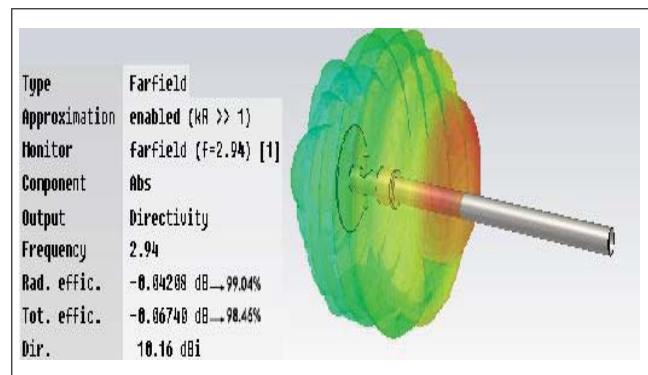 Type Farfield
Approximation enabled (kR >> 1)
Monitor farfield (f=2.94) [1]
Component Abs
Output Directivity
Frequency 2.94
Rad. effic. -0.04208 dB→99.04%
Tot. effic. -0.06740 dB→98.46%
Dir. 10.16 dBi